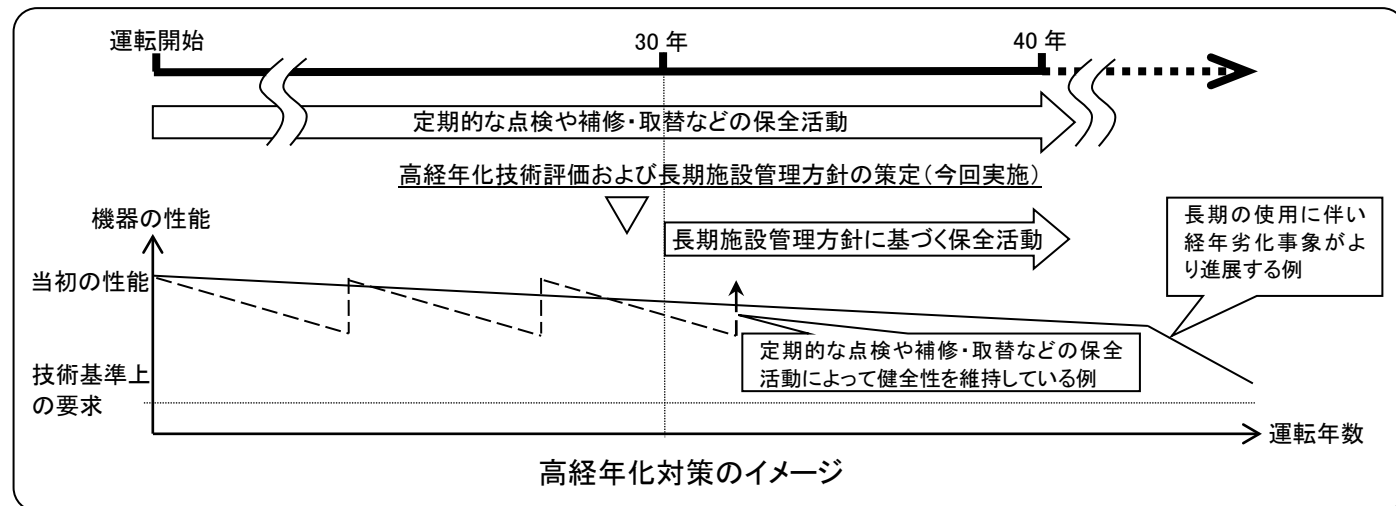 運転開始
30 年
40 年
定期的な点検や補修・取替などの保全活動
高経年化技術評価および長期施設管理方針の策定(今回実施)
機器の性能
長期施設管理方針に基づく保全活動
長期の使用に伴い
経年劣化事象がよ
り進展する例
当初の性能
定期的な点検や補修・取替などの保全
活動によって健全性を維持している例
技術基準上
の要求
運転年数
高経年化対策のイメージ